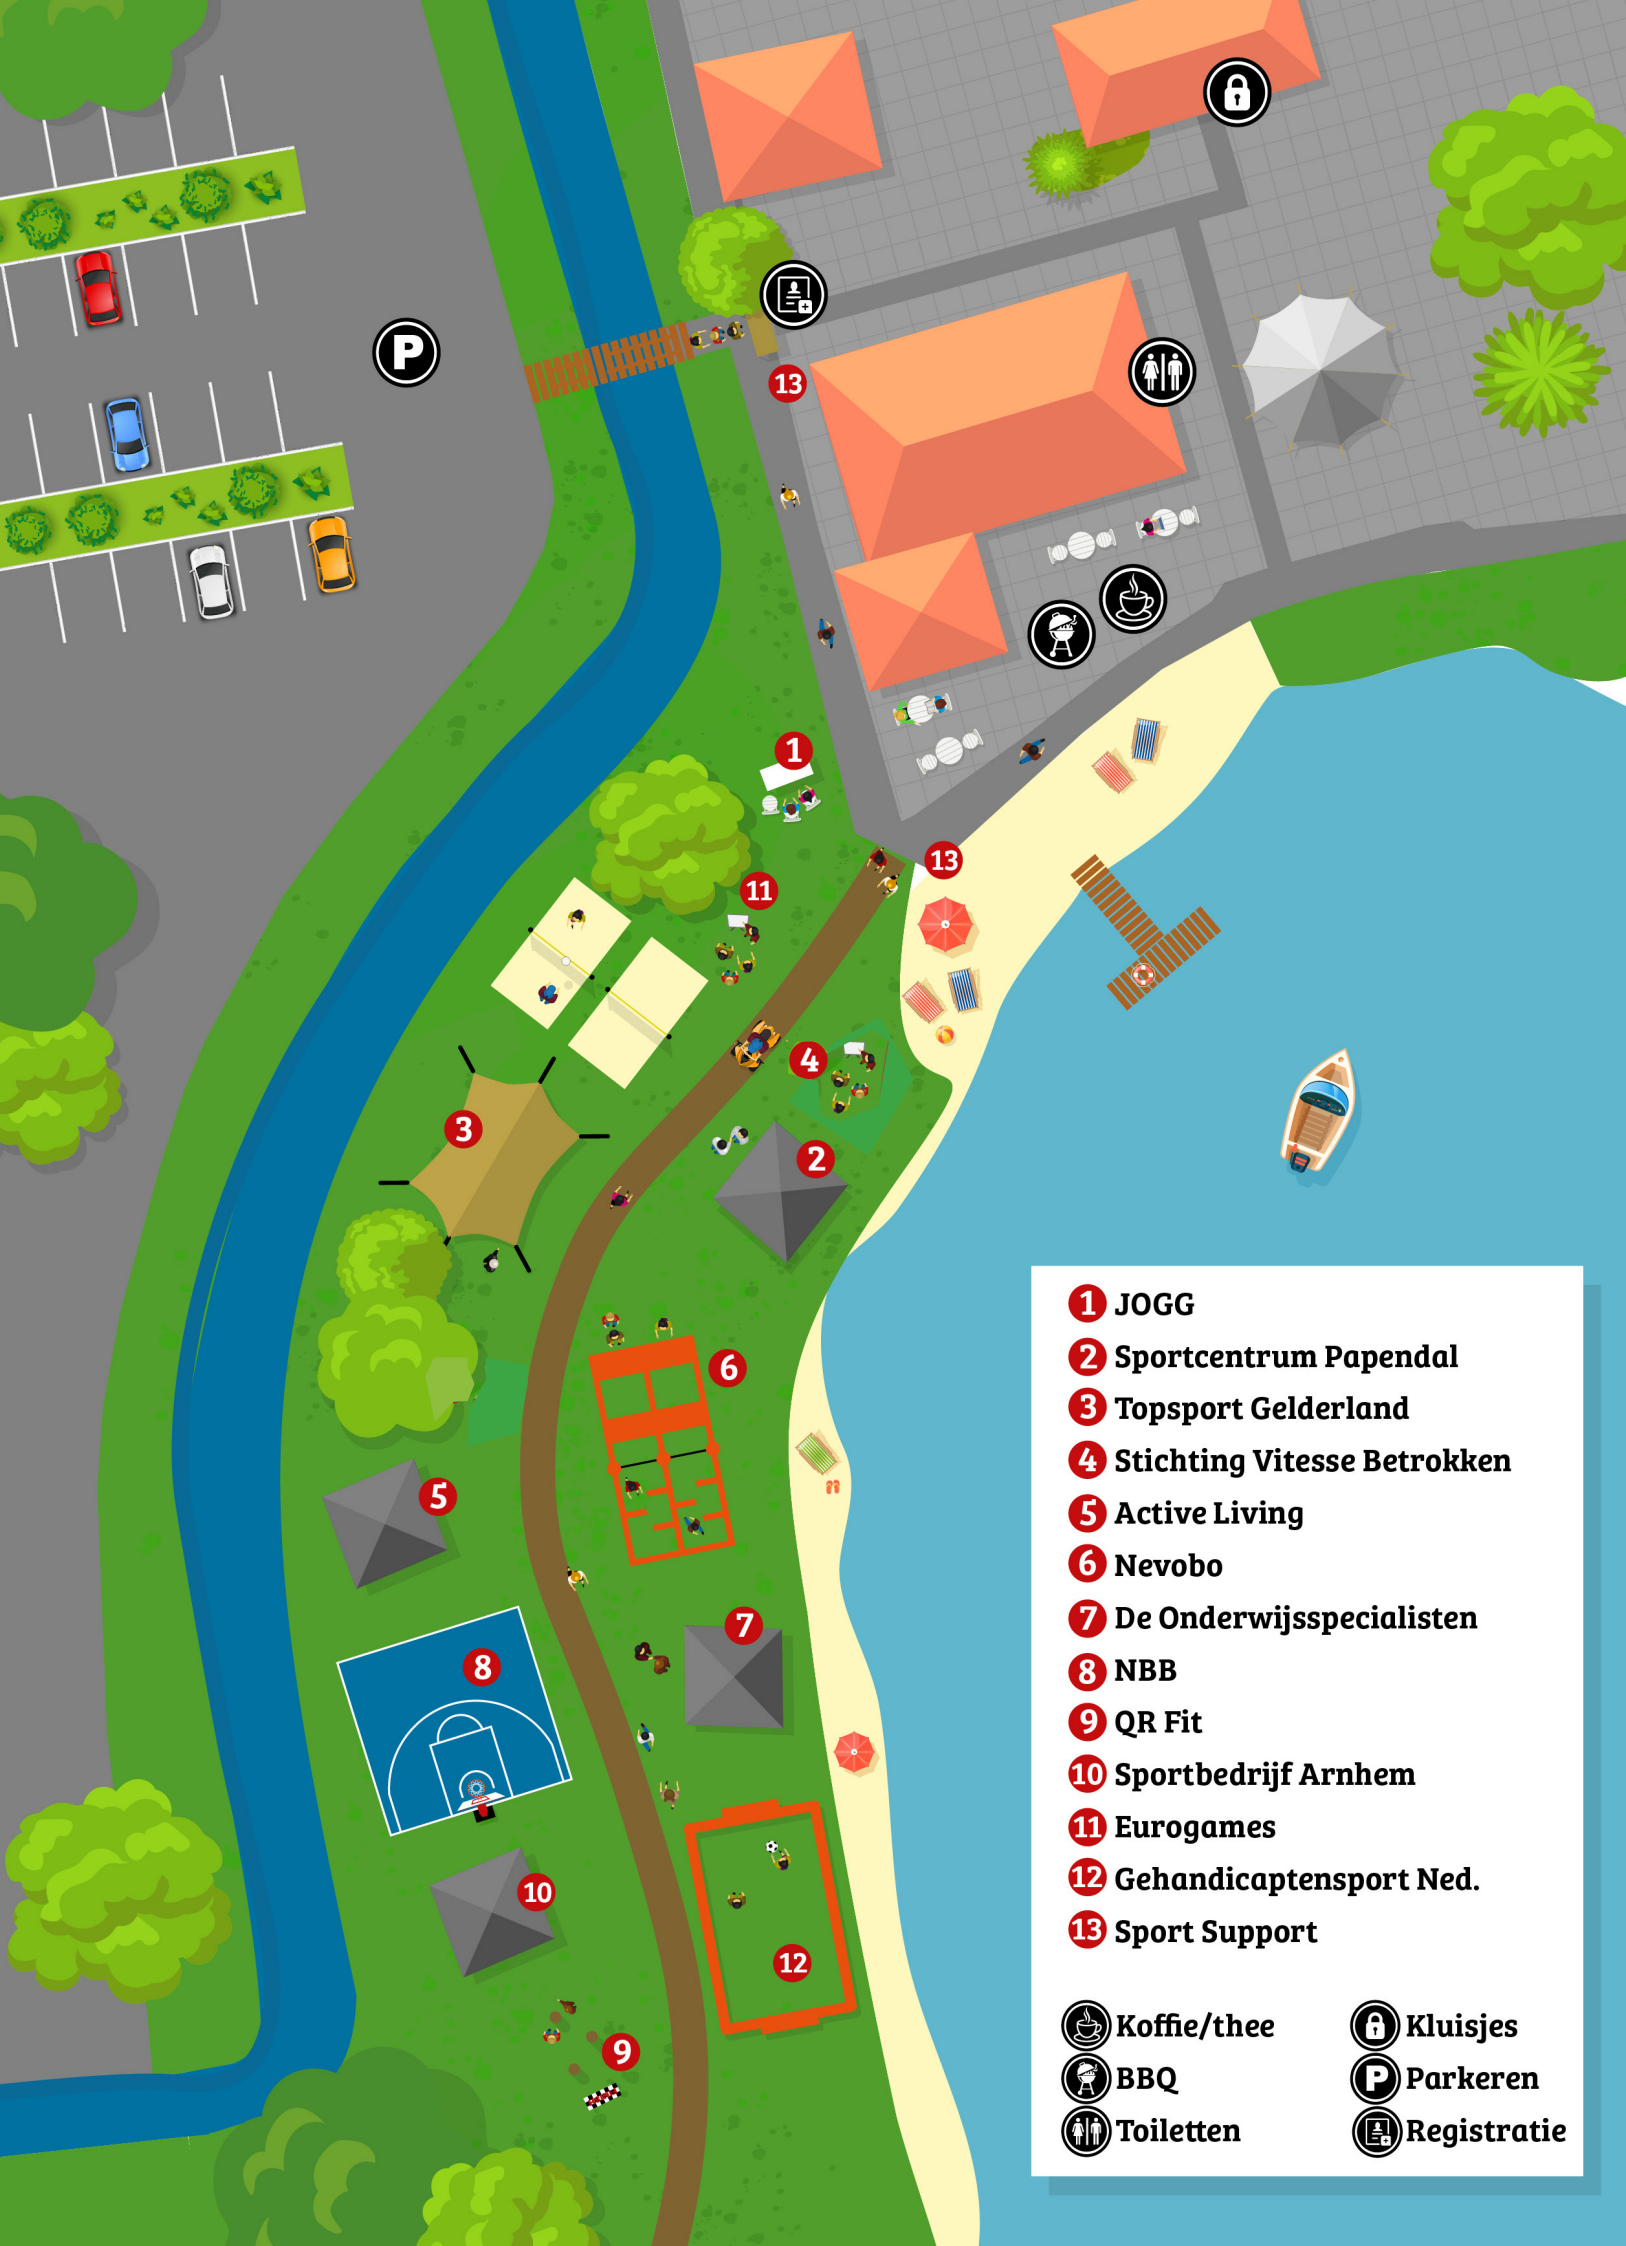 P
13
1
13
11
4
3
2
6
5
7
8
10
12
9
1 JOGG
2 Sportcentrum Papendal
3 Topsport Gelderland
4 Stichting Vitesse Betrokken
5 Active Living
6 Nevobo
7 De Onderwijsspecialisten
8 NBB
9 QR Fit
10 Sportbedrijf Arnhem
11 Eurogames
12 Gehandicaptensport Ned.
13 Sport Support
Koffie/thee
BBQ
Toiletten
Kluisjes
P Parkeren
Registratie